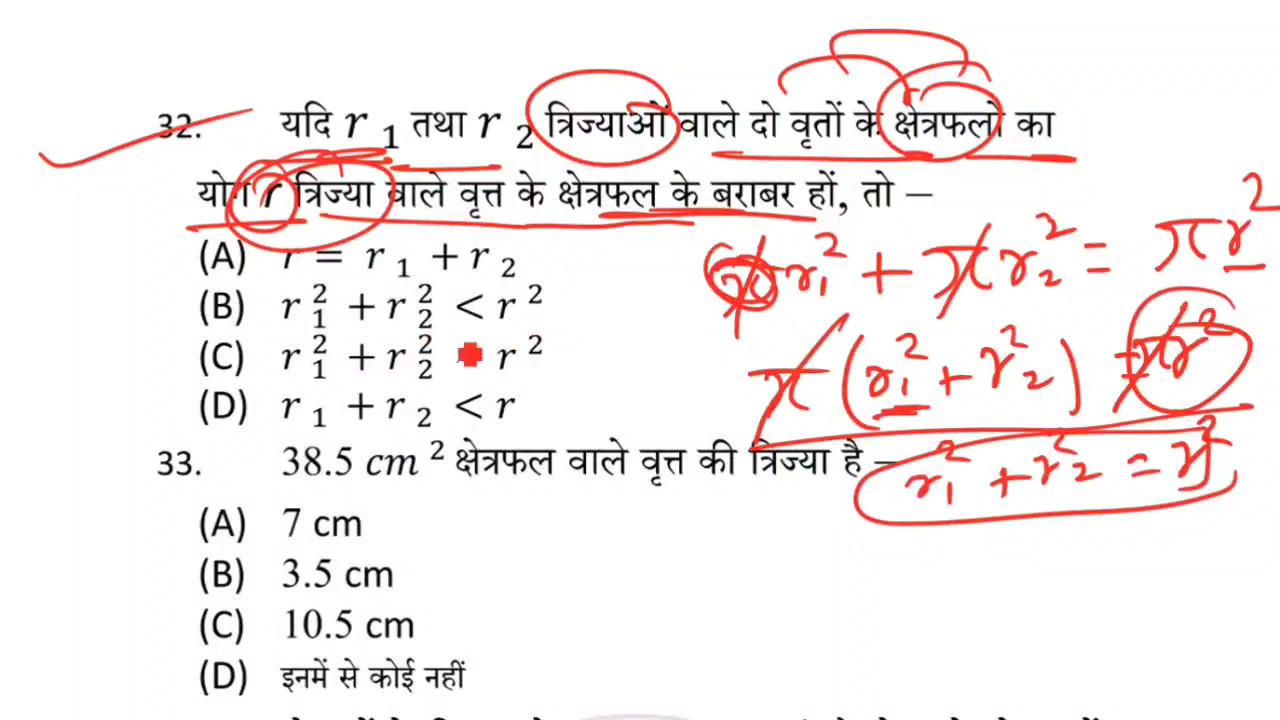 32. यदि r 1 तथा r 2 त्रिज्याओं वाले दो वृतों के क्षेत्रफलों का
योग r त्रिज्या वाले वृत्त के क्षेत्रफल के बराबर हों, तो –
(A) r = r 1 + r 2
(B) r 2 1 + r 2 2 < r 2
(C) r 2 1 + r 2 2 r 2
(D) r 1 + r 2 < r
πr₁² + πr₂² = πr²
π(r₁² + r₂²) = πr²
r₁² + r₂² = r²
33. 38.5 cm 2 क्षेत्रफल वाले वृत्त की त्रिज्या है –
(A) 7 cm
(B) 3.5 cm
(C) 10.5 cm
(D) इनमें से कोई नहीं